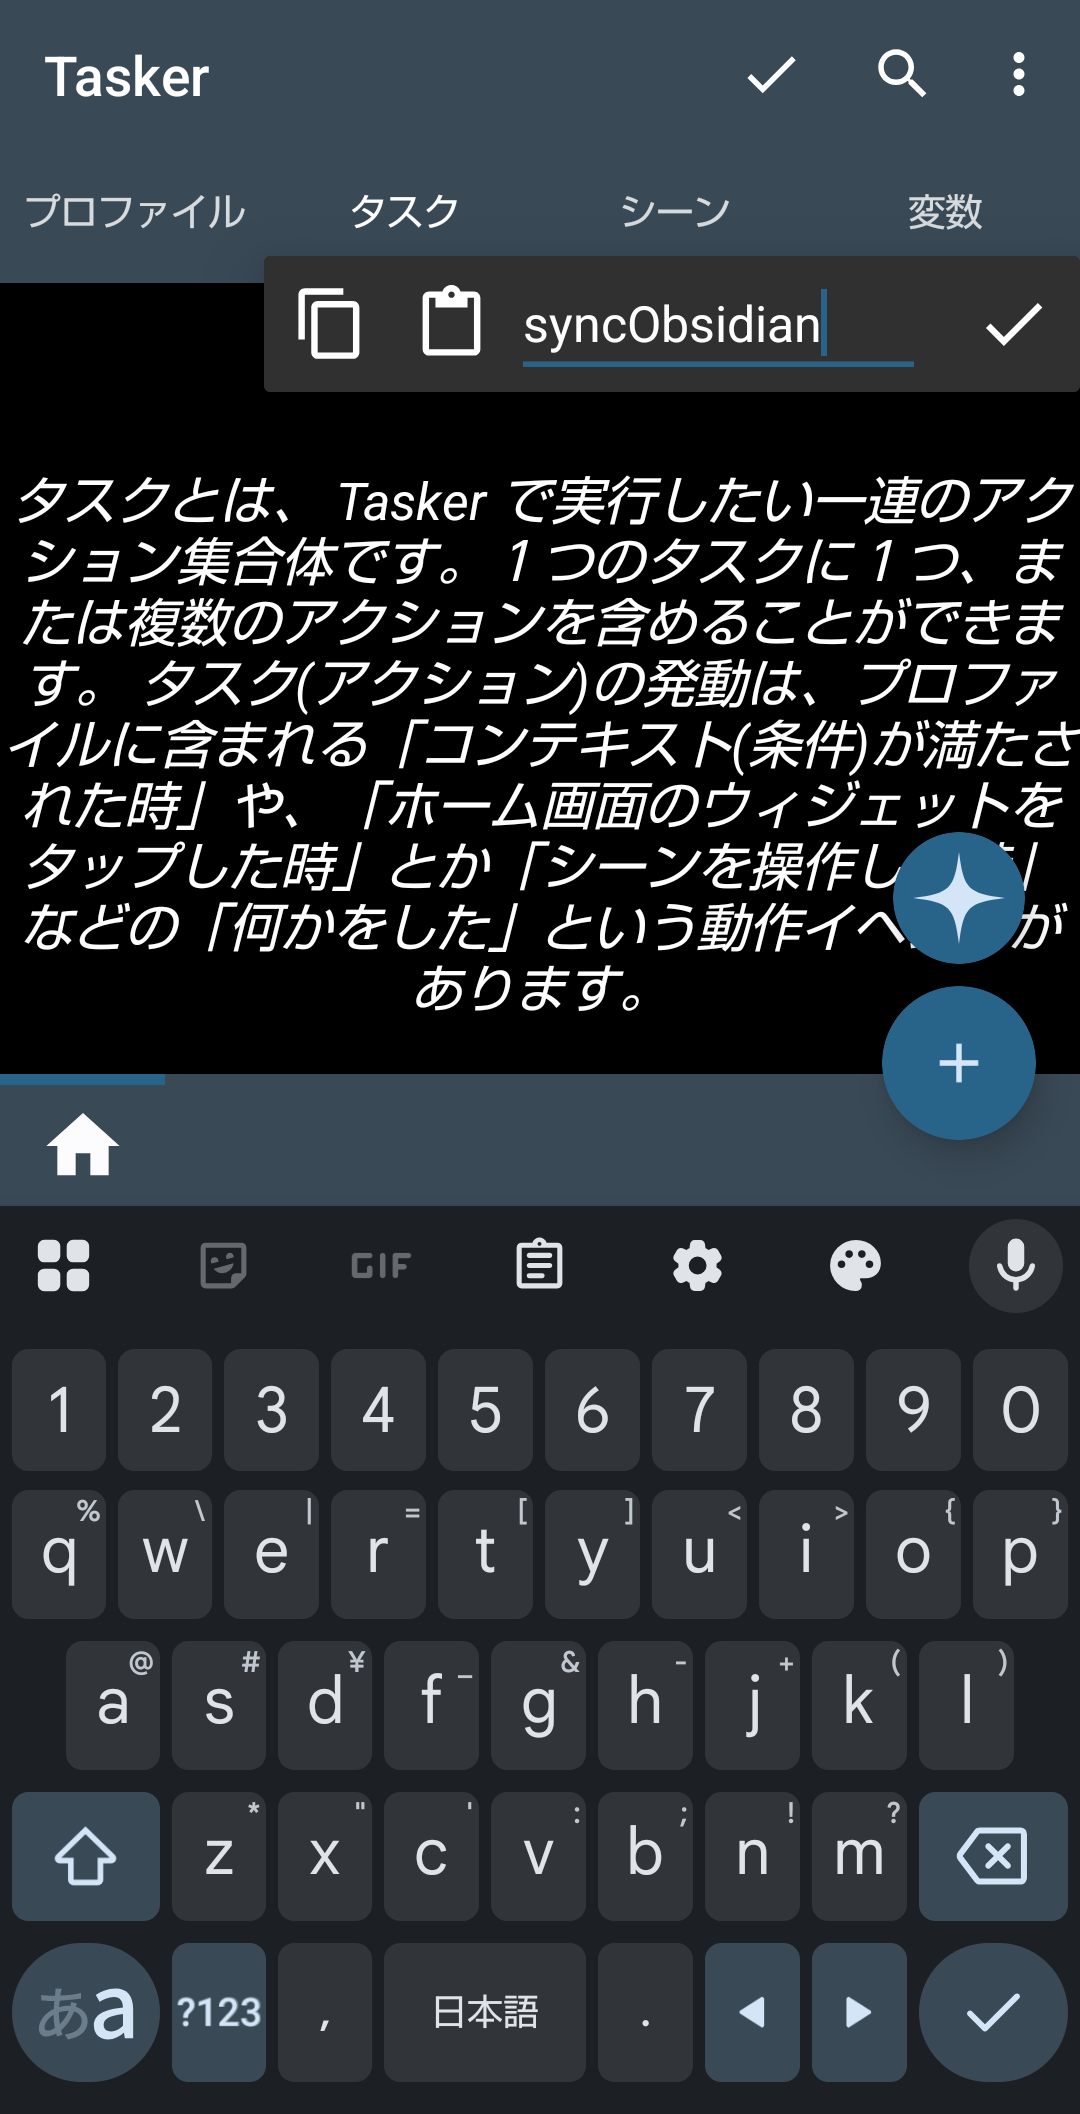 Tasker
プロファイル タスク シーン 変数
syncObsidian
タスクとは、 Tasker で実行したい一連のアク
ション集合体です。 1 つのタスクに 1 つ、ま
たは複数のアクションを含めることができま
す。 タスク(アクション)の発動は、プロファ
イルに含まれる「コンテキスト(条件)が満たさ
れた時」や、「ホーム画面のウィジェットを
タップした時」とか「シーンを操作し
などの「何かをした」という動作イベ が
あります。
GIF
1 2 3 4 5 6 7 8 9 0
% \ | = [ ] < > { }
q w e r t y u i o p
@ # ¥ _ & - + ( )
a s d f g h j k l
* " ' : ; ! ?
z x c v b n m
あa ?123 , 日本語 .